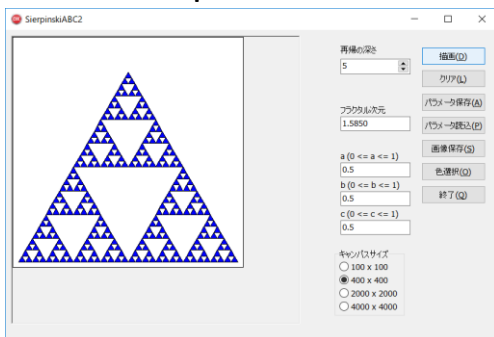 SierpinskiABC2
再帰の深さ
5
描画(D)
クリア(L)
フラクタル次元
1.5850
パラメータ保存(A)
パラメータ読込(P)
画像保存(S)
色選択(O)
終了(Q)
a (0 <= a <= 1)
0.5
b (0 <= b <= 1)
0.5
c (0 <= c <= 1)
0.5
キャンバスサイズ
100 x 100
400 x 400
2000 x 2000
4000 x 4000